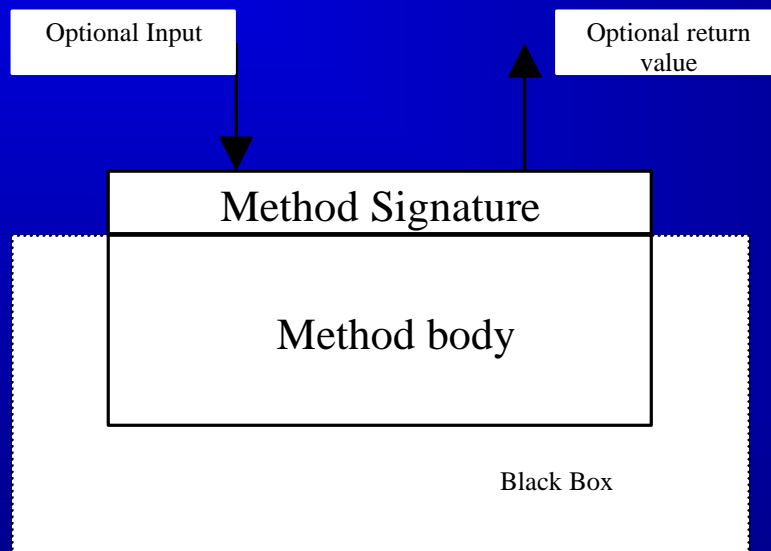 Optional Input
Optional return
value
Method Signature
Method body
Black Box